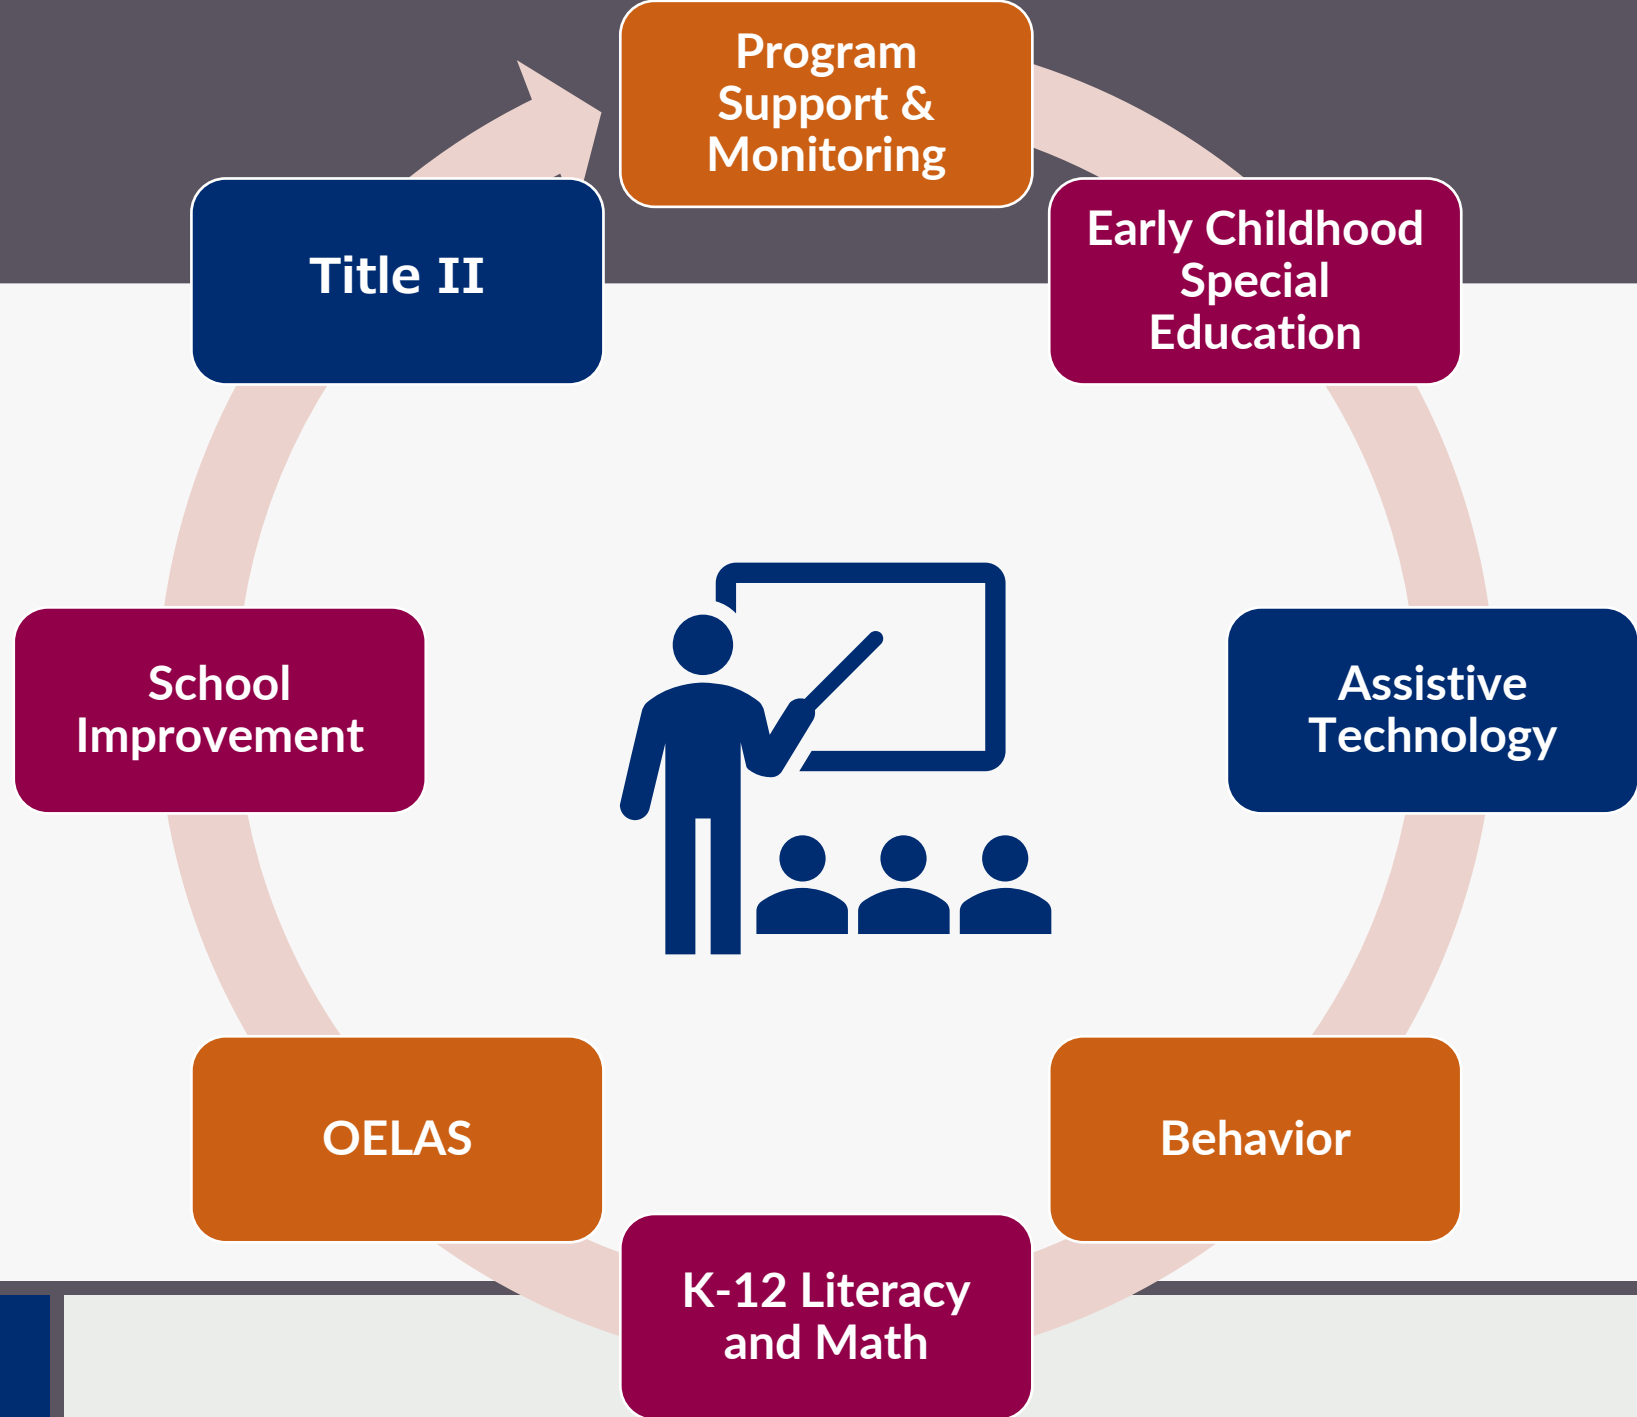 Program
Support &
Monitoring
Early Childhood
Special
Education
Assistive
Technology
Behavior
K-12 Literacy
and Math
OELAS
School
Improvement
Title II